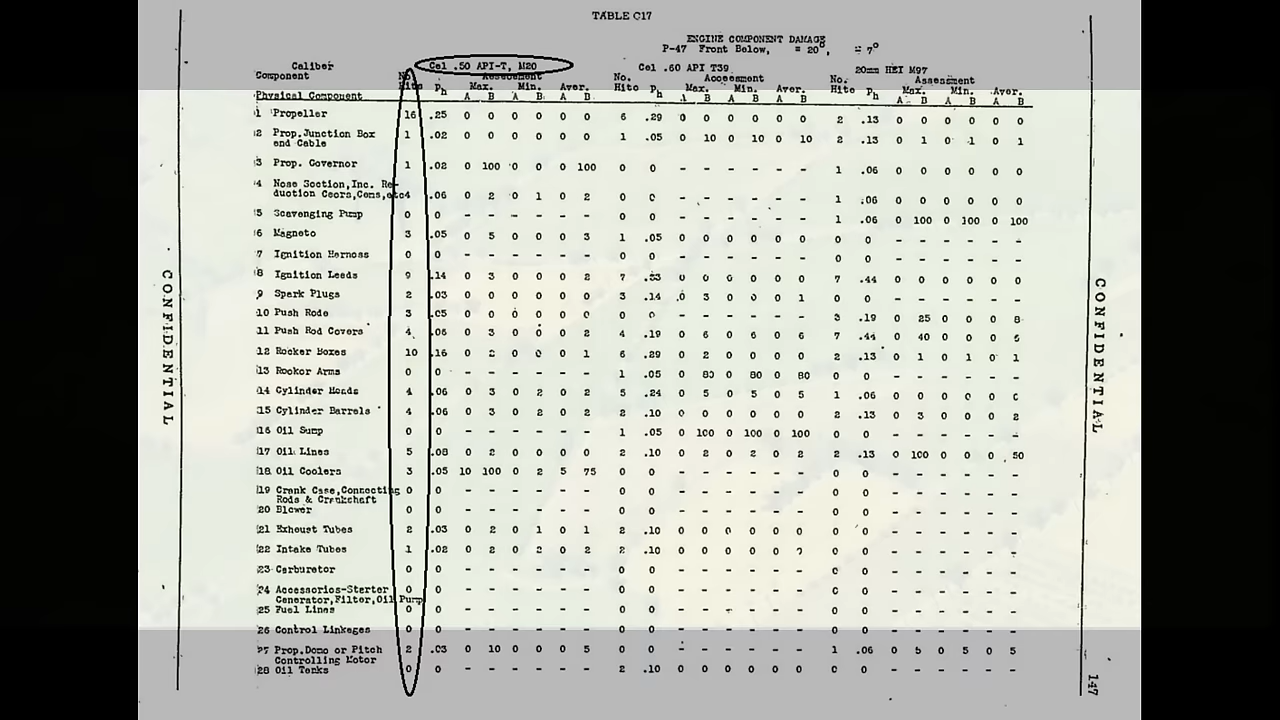 TABLE C17
ENGINE COMPONENT DAMAGE
P-47 Front Below, = 20°, = 7°
Caliber Cal .50 API-T, M20 Cal .60 API T39 20mm HEI M97
Component No. Hits Ph Assessment No. Hits Ph Assessment No. Hits Ph Assessment
Max. Min. Aver. Max. Min. Aver. Max. Min. Aver.
Physical Component A B A B A B A B A B A B A B A B A B
1 Propeller 16 .25 0 0 0 0 0 0 6 .29 0 0 0 0 0 0 2 .13 0 0 0 0 0 0
2 Prop.Junction Box 1 .02 0 0 0 0 0 0 1 .05 0 10 0 10 0 10 2 .13 0 1 0 1 0 1
and Cable
3 Prop. Governor 1 .02 0 100 0 0 0 100 0 0 - - - - - - 1 .06 0 0 0 0 0 0
4 Nose Section,Inc. Re-
duction Gears,Cams,etc 4 .06 0 2 0 1 0 2 0 0 - - - - - - 1 .06 0 0 0 0 0 0
5 Scavenging Pump 0 0 - - - - - - 0 0 - - - - - - 1 .06 0 100 0 100 0 100
6 Magneto 3 .05 0 5 0 0 0 3 1 .05 0 0 0 0 0 0 0 0 - - - - - -
7 Ignition Harness 0 0 - - - - - - 0 0 - - - - - - 0 0 - - - - - -
8 Ignition Leads 9 .14 0 3 0 0 0 2 7 .33 0 0 0 0 0 0 7 .44 0 0 0 0 0 0
9 Spark Plugs 2 .03 0 0 0 0 0 0 3 .14 0 3 0 0 0 1 0 0 - - - - - -
10 Push Rods 3 .05 0 0 0 0 0 0 0 0 - - - - - - 3 .19 0 25 0 0 0 8
11 Push Rod Covers 4 .06 0 3 0 0 0 2 4 .19 0 6 0 6 0 6 7 .44 0 40 0 0 0
12 Rocker Boxes 10 .16 0 2 0 0 0 1 6 .29 0 2 0 0 0 0 2 .13 0 1 0 1 0 1
13 Rocker Arms 0 0 - - - - - - 1 .05 0 80 0 80 0 80 0 0 - - - - - -
14 Cylinder Heads 4 .06 0 3 0 2 0 2 5 .24 0 5 0 5 0 5 1 .06 0 0 0 0 0 0
15 Cylinder Barrels 4 .06 0 3 0 2 0 2 2 .10 0 0 0 0 0 0 2 .13 0 3 0 0 0 2
16 Oil Sump 0 0 - - - - - - 1 .05 0 100 0 100 0 100 0 0 - - - - - -
17 Oil Lines 5 .08 0 2 0 0 0 0 2 .10 0 2 0 2 0 2 2 .13 0 100 0 0 0 50
18 Oil Coolers 3 .05 10 100 0 2 5 75 0 0 - - - - - - 0 0 - - - - - -
19 Crank Case,Connecting 0 0 - - - - - - 0 0 - - - - - - 0 0 - - - - - -
Rods & Crankshaft
20 Blower 0 0 - - - - - - 0 0 - - - - - - 0 0 - - - - - -
21 Exhaust Tubes 2 .03 0 2 0 1 0 1 2 .10 0 0 0 0 0 0 0 0 - - - - - -
22 Intake Tubes 1 .02 0 2 0 2 0 2 2 .10 0 0 0 0 0 0 0 - - - - - -
23 Carburetor 0 0 - - - - - - 0 0 - - - - - - 0 0 - - - - - -
24 Accessories-Starter 0 0 - - - - - - 0 0 - - - - - - 0 0 - - - - - -
Generator,Filter,Oil Pump
25 Fuel Lines 0 0 - - - - - - 0 0 - - - - - - 0 0 - - - - - -
26 Control Linkages 0 0 - - - - - - 0 0 - - - - - - 0 0 - - - - - -
27 Prop.Dome or Pitch 2 .03 0 10 0 0 0 5 0 0 - - - - - - 1 .06 0 5 0 5 0 5
Controlling Motor
28 Oil Tanks 0 0 - - - - - - 2 .10 0 0 0 0 0 0 0 0 - - - - - -
CONFIDENTIAL
CONFIDENTIAL
147